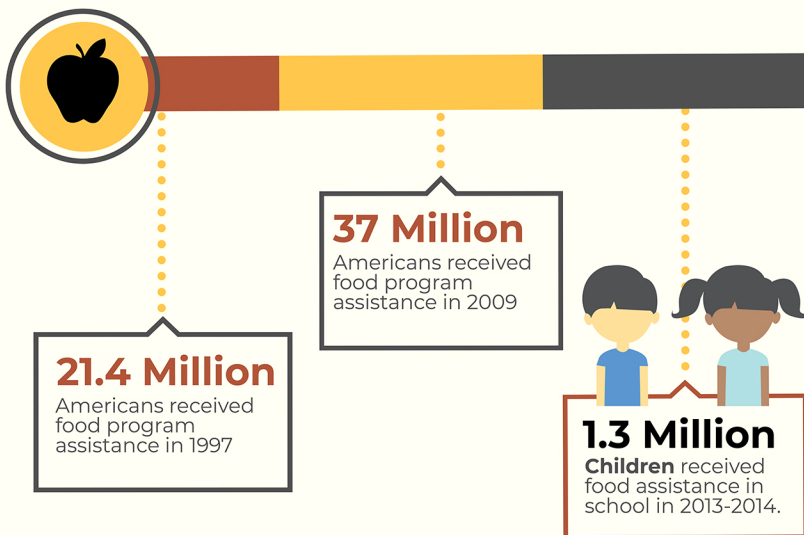 21.4 Million
Americans received
food program
assistance in 1997
37 Million
Americans received
food program
assistance in 2009
1.3 Million
Children received
food assistance in
school in 2013-2014.